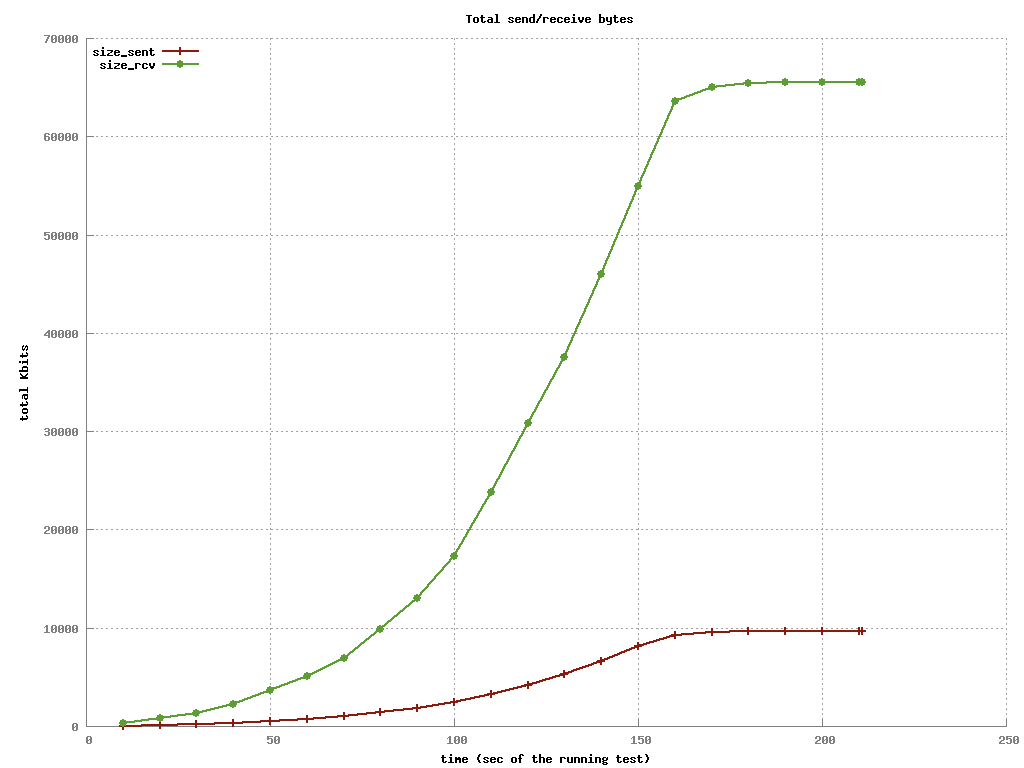 Total send/receive bytes
size_sent
size_rcv
70000
60000
50000
40000
30000
20000
10000
0
total Kbits
0 50 100 150 200 250
time (sec of the running test)